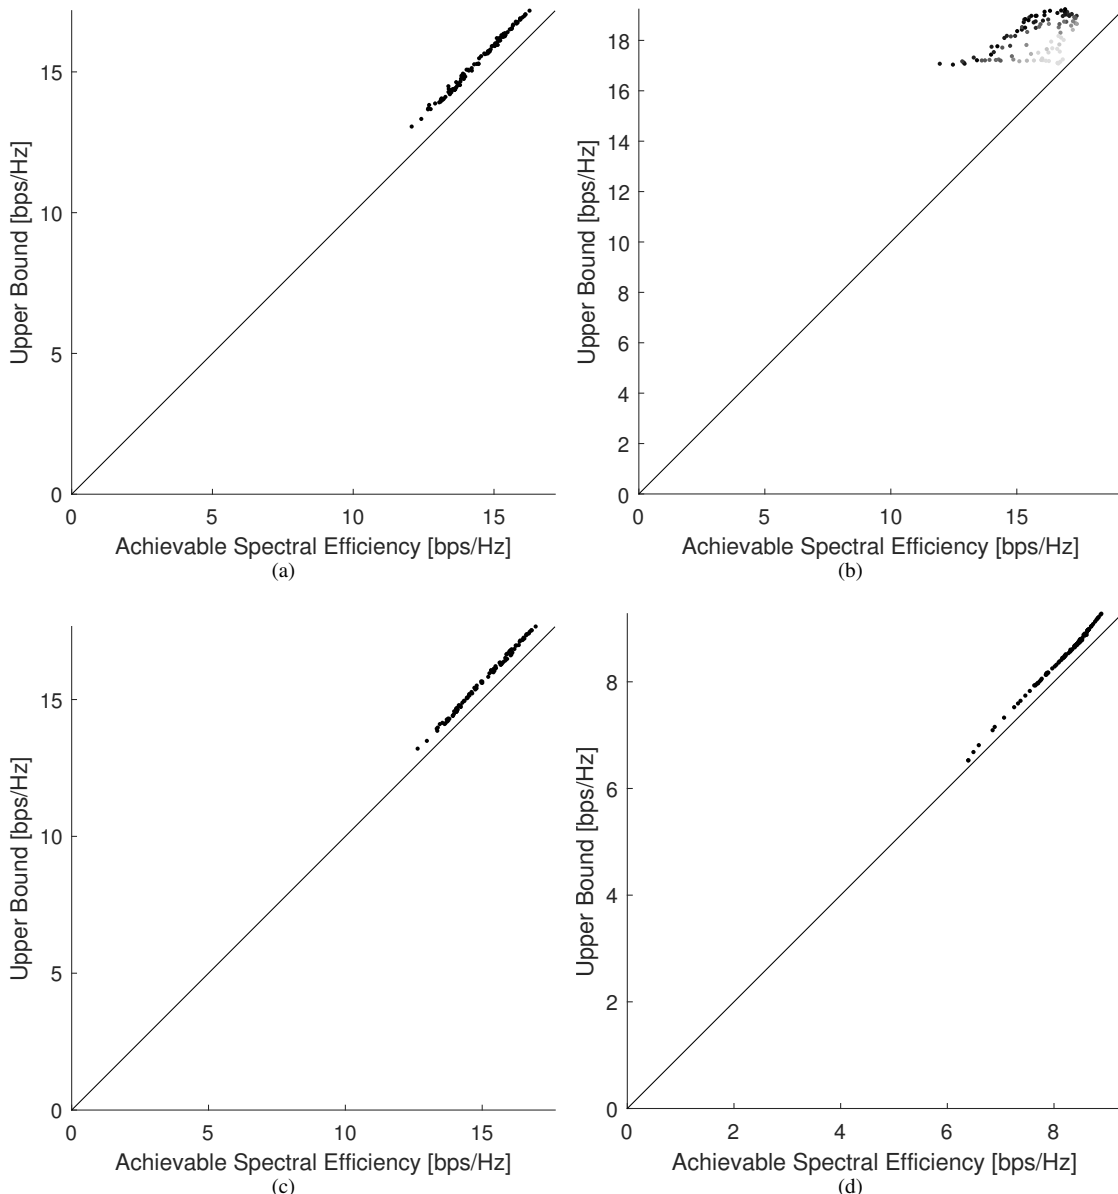 15
10
5
0
Upper Bound [bps/Hz]
0 5 10 15
Achievable Spectral Efficiency [bps/Hz]
(a)
18
16
14
12
10
8
6
4
2
0
Upper Bound [bps/Hz]
0 5 10 15
Achievable Spectral Efficiency [bps/Hz]
(b)
15
10
5
0
Upper Bound [bps/Hz]
0 5 10 15
Achievable Spectral Efficiency [bps/Hz]
(c)
8
6
4
2
0
Upper Bound [bps/Hz]
0 2 4 6 8
Achievable Spectral Efficiency [bps/Hz]
(d)